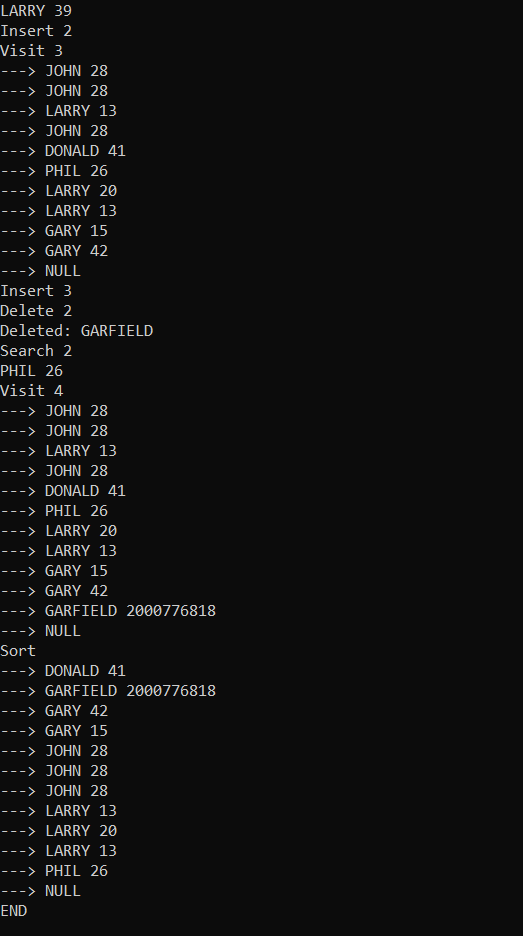 LARRY 39
Insert 2
Visit 3
---> JOHN 28
---> JOHN 28
---> LARRY 13
---> JOHN 28
---> DONALD 41
---> PHIL 26
---> LARRY 20
---> LARRY 13
---> GARY 15
---> GARY 42
---> NULL
Insert 3
Delete 2
Deleted: GARFIELD
Search 2
PHIL 26
Visit 4
---> JOHN 28
---> JOHN 28
---> LARRY 13
---> JOHN 28
---> DONALD 41
---> PHIL 26
---> LARRY 20
---> LARRY 13
---> GARY 15
---> GARY 42
---> GARFIELD 2000776818
---> NULL
Sort
---> DONALD 41
---> GARFIELD 2000776818
---> GARY 42
---> GARY 15
---> JOHN 28
---> JOHN 28
---> JOHN 28
---> LARRY 13
---> LARRY 20
---> LARRY 13
---> PHIL 26
---> NULL
END